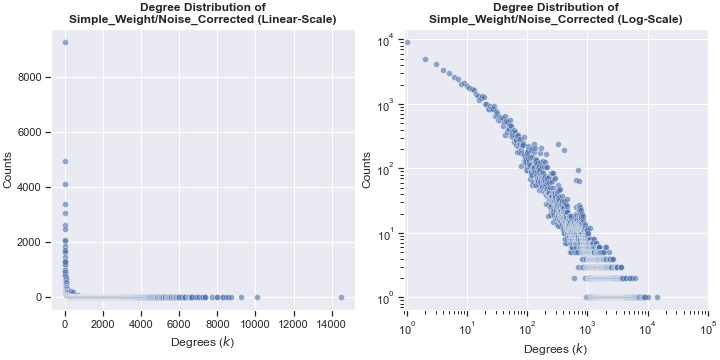 Degree Distribution of
Simple_Weight/Noise_Corrected (Linear-Scale)
Counts
8000
6000
4000
2000
0
0 2000 4000 6000 8000 10000 12000 14000
Degrees (k)
Degree Distribution of
Simple_Weight/Noise_Corrected (Log-Scale)
Counts
10⁴
10³
10²
10¹
10⁰
10⁰ 10¹ 10² 10³ 10⁴ 10⁵
Degrees (k)